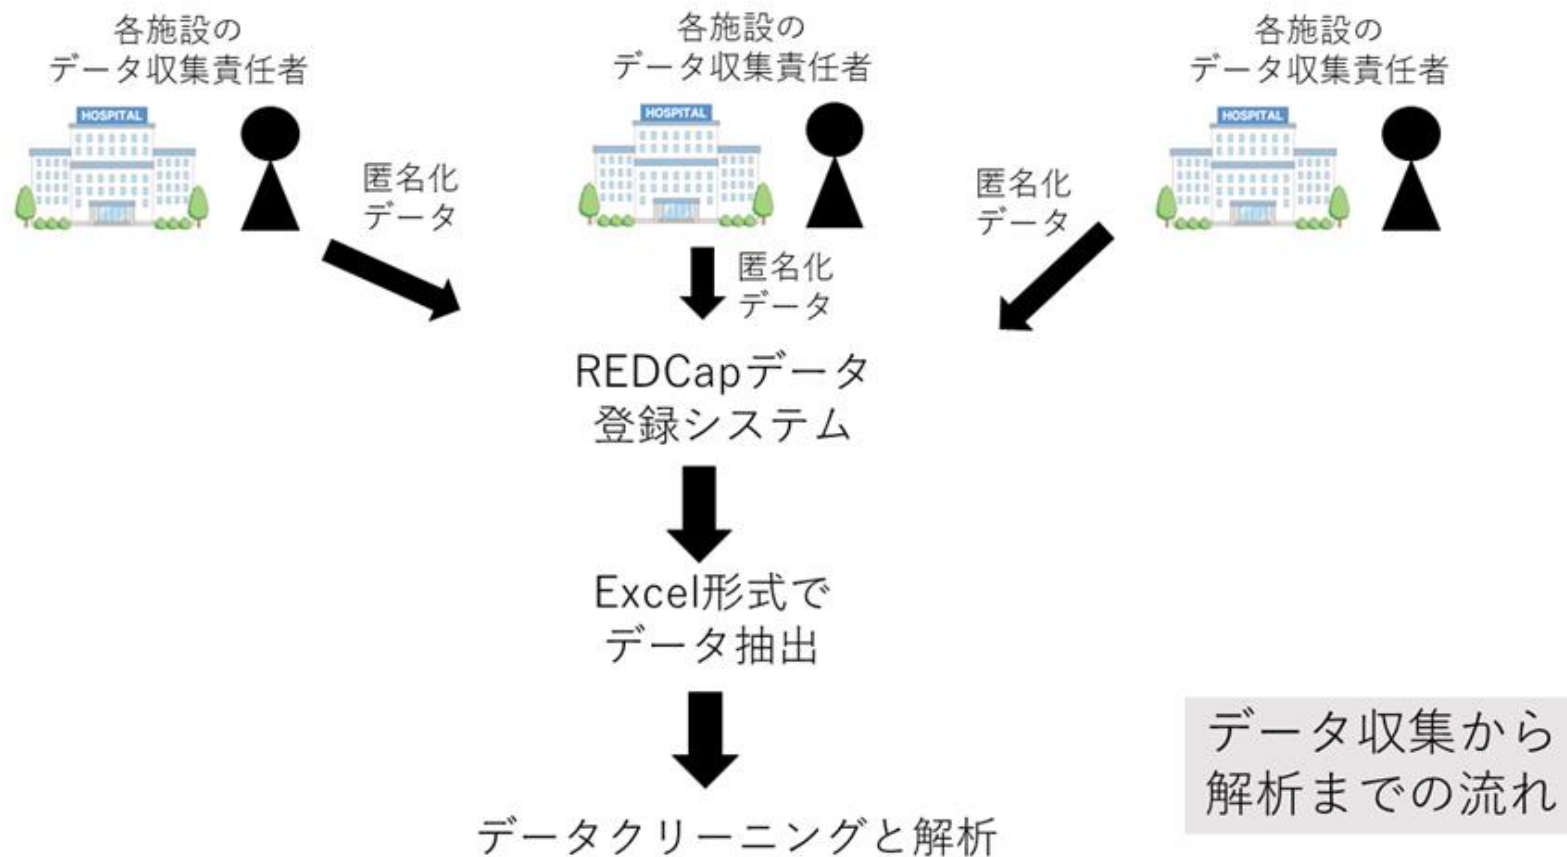 各施設の
データ収集責任者
HOSPITAL
匿名化
データ
各施設の
データ収集責任者
HOSPITAL
匿名化
データ
各施設の
データ収集責任者
HOSPITAL
匿名化
データ
REDCapデータ
登録システム
Excel形式で
データ抽出
データクリーニングと解析
データ収集から
解析までの流れ